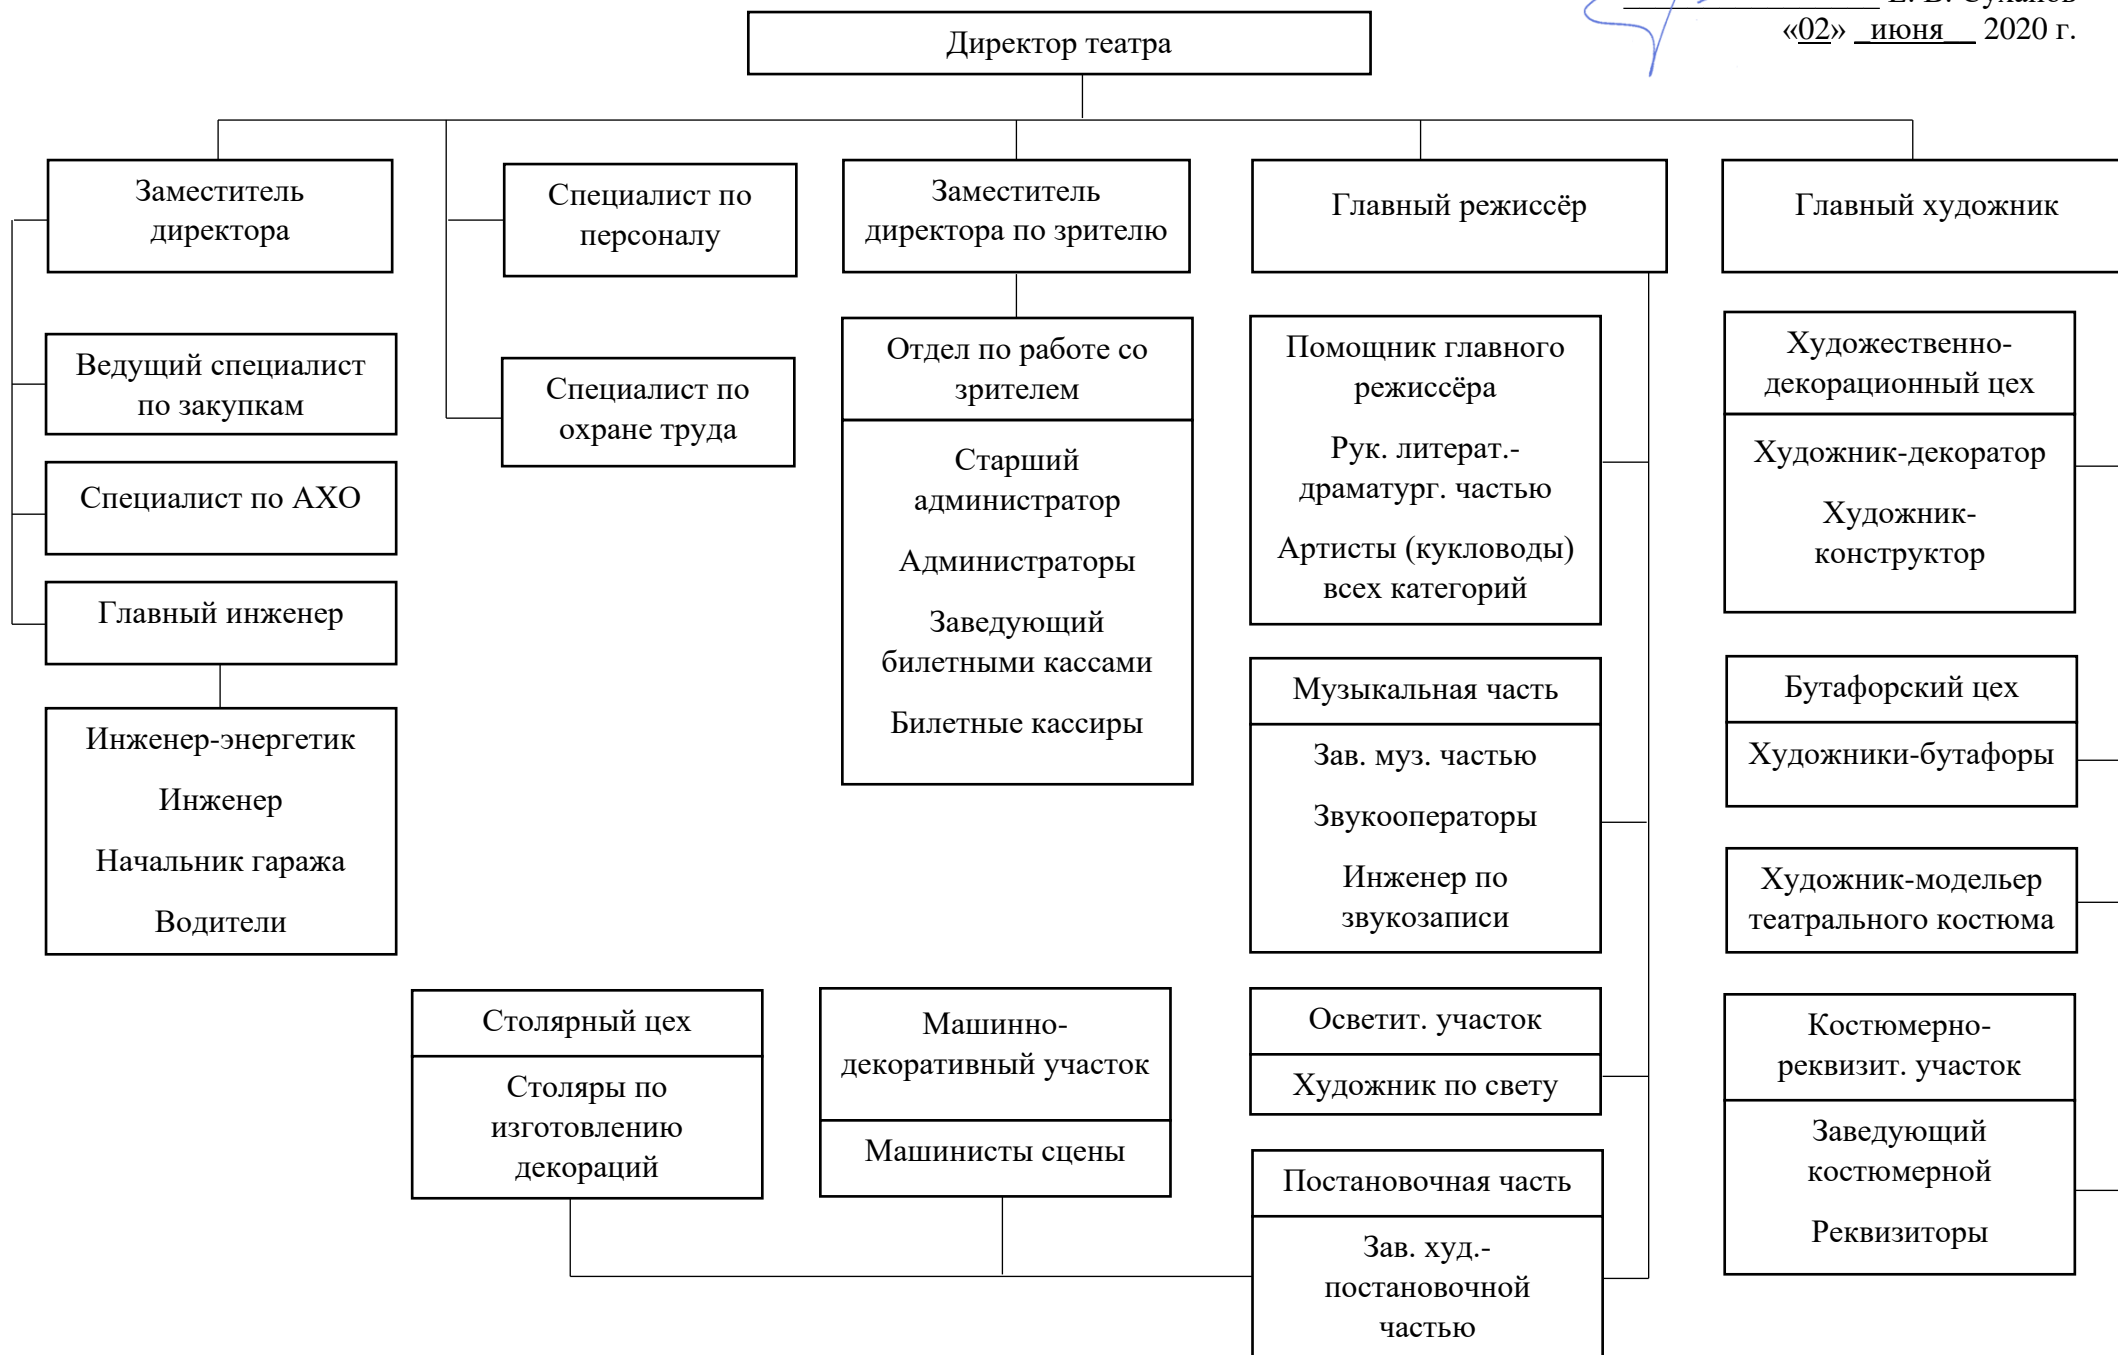 Директор театра
«02» _июня__ 2020 г.
Заместитель
директора
Специалист по
персоналу
Заместитель
директора по зрителю
Главный режиссёр
Главный художник
Ведущий специалист
по закупкам
Специалист по АХО
Главный инженер
Инженер-энергетик
Инженер
Начальник гаража
Водители
Специалист по
охране труда
Отдел по работе со
зрителем
Старший
администратор
Администраторы
Заведующий
билетными кассами
Билетные кассиры
Помощник главного
режиссёра
Рук. литерат.-
драматург. частью
Артисты (кукловоды)
всех категорий
Музыкальная часть
Зав. муз. частью
Звукооператоры
Инженер по
звукозаписи
Осветит. участок
Художник по свету
Постановочная часть
Зав. худ.-
постановочной
частью
Столярный цех
Столяры по
изготовлению
декораций
Машинно-
декоративный участок
Машинисты сцены
Художественно-
декорационный цех
Художник-декоратор
Художник-
конструктор
Бутафорский цех
Художники-бутафоры
Художник-модельер
театрального костюма
Костюмерно-
реквизит. участок
Заведующий
костюмерной
Реквизиторы